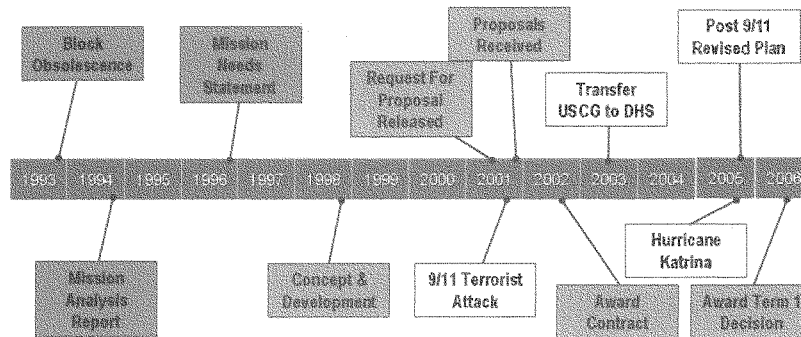 Block
Obsolescence
Mission
Needs
Statement
Request For
Proposal
Released
Proposals
Received
Transfer
USCG to DHS
Post 9/11
Revised Plan
1993 1994 1995 1996 1997 1998 1999 2000 2001 2002 2003 2004 2005 2006
Mission
Analysis
Report
Concept &
Development
9/11 Terrorist
Attack
Award
Contract
Hurricane
Katrina
Award Term 1
Decision